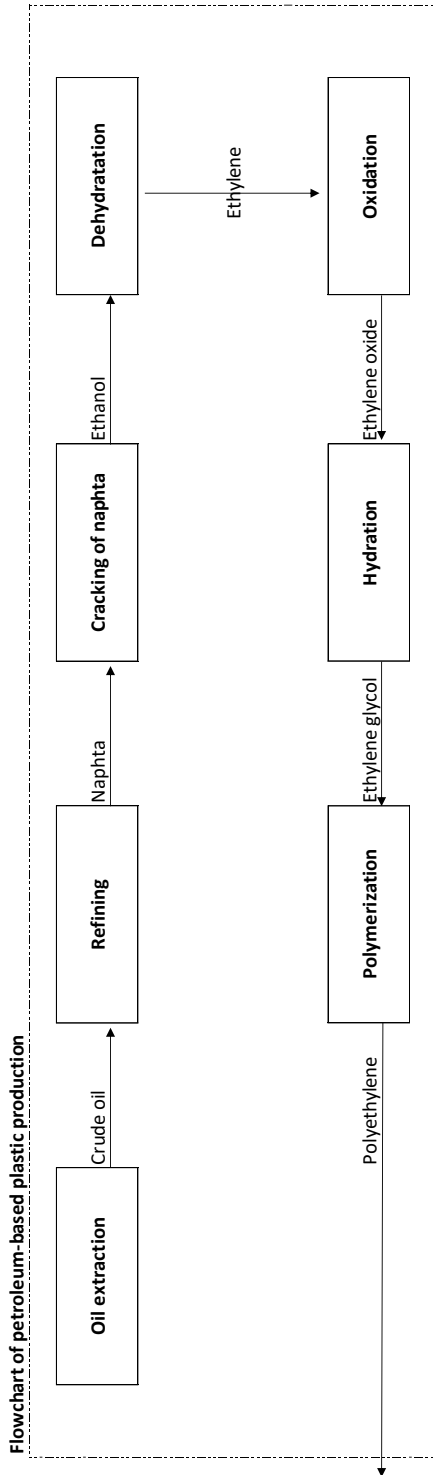 Flowchart of petroleum-based plastic production
Oil extraction
Crude oil
Refining
Naphta
Cracking of naphta
Ethanol
Dehydratation
Ethylene
Oxidation
Ethylene oxide
Hydration
Ethylene glycol
Polymerization
Polyethylene